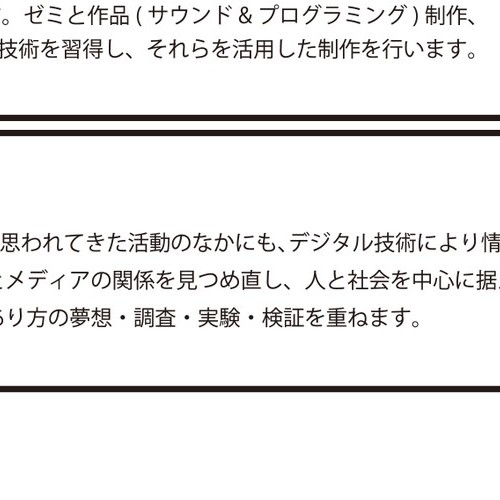 。ゼミと作品 ( サウンド & プログラミング ) 制作、
技術を習得し、それらを活用した制作を行います。
思われてきた活動のなかにも、デジタル技術により情
メディアの関係を見つめ直し、人と社会を中心に据
り方の夢想・調査・実験・検証を重ねます。